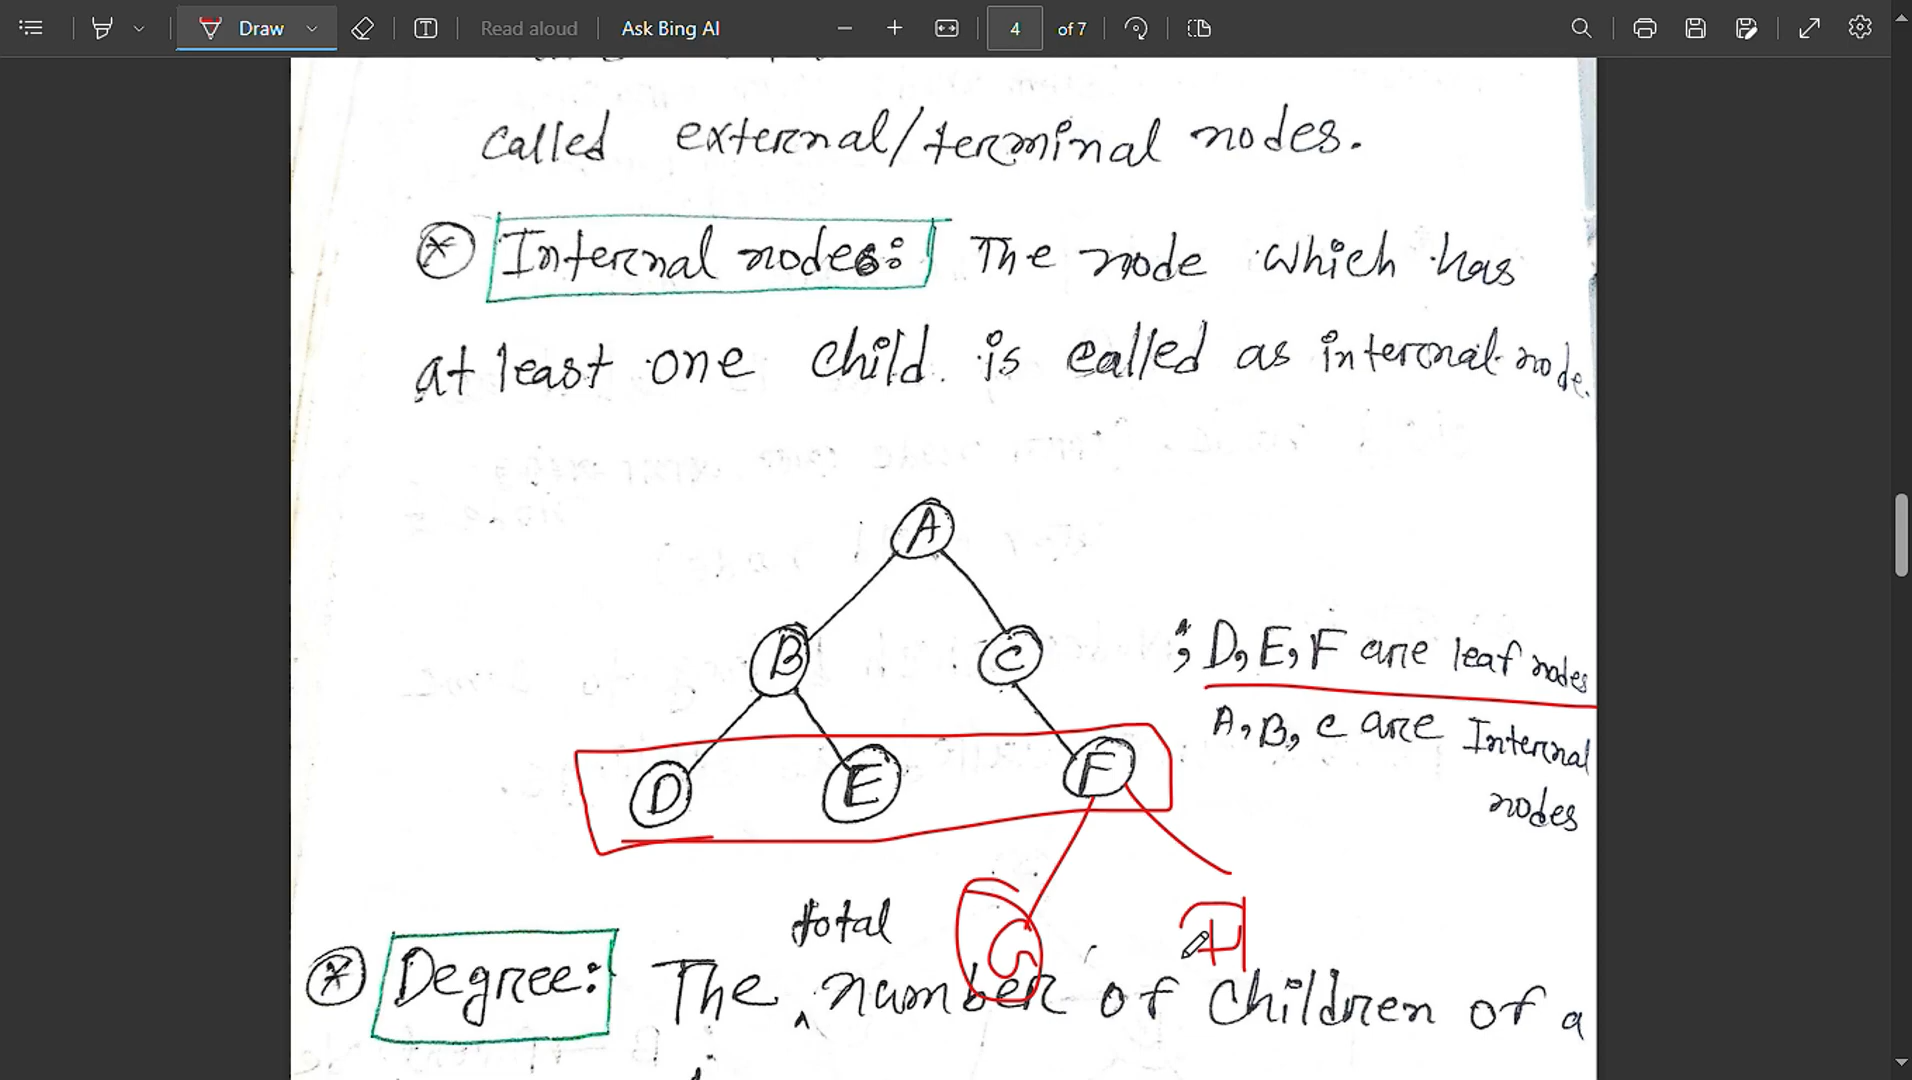 Draw
Read aloud
Ask Bing AI
4
of 7
called external/terminal nodes.
Internal nodes: The node which has
at least one child is called as internal node.
A
B
C
; D, E, F are leaf nodes
A, B, C are Internal
nodes
D
E
F
total
G
H
Degree: The ^ number of children of a